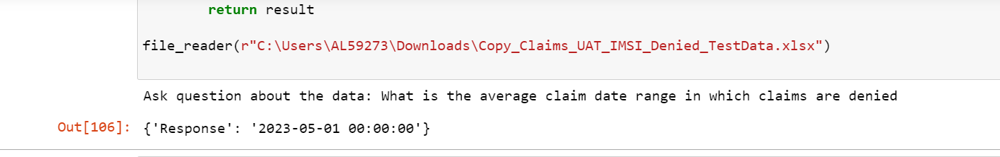 return result
file_reader(r"C:\Users\AL59273\Downloads\Copy_Claims_UAT_IMSI_Denied_TestData.xlsx")
Ask question about the data: What is the average claim date range in which claims are denied
Out[106]: {'Response': '2023-05-01 00:00:00'}